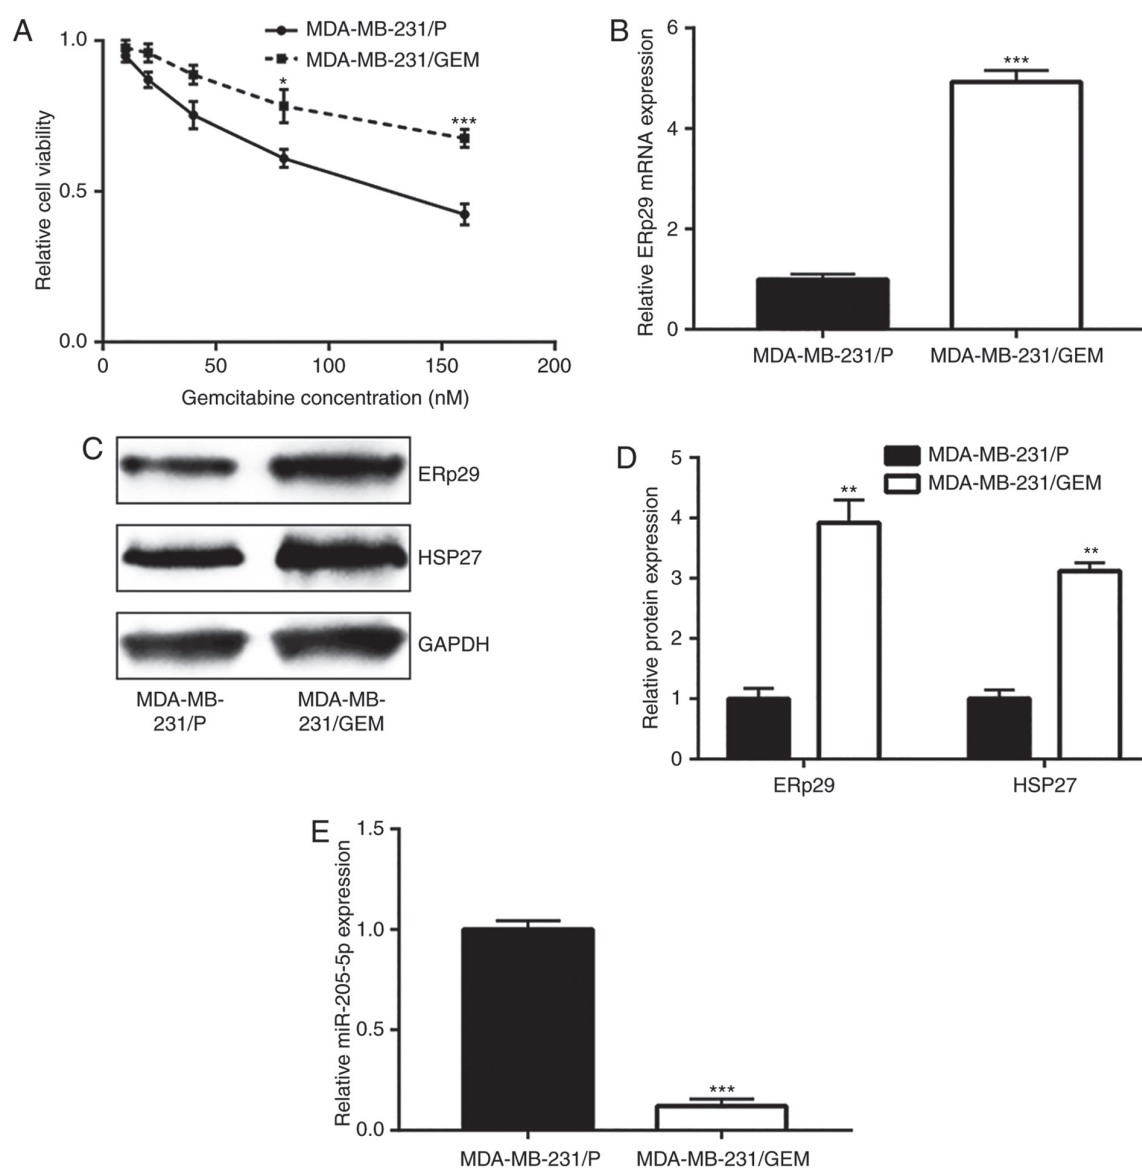 A
MDA-MB-231/P
MDA-MB-231/GEM
Relative cell viability
1.0
0.5
0.0
*
***
0 50 100 150 200
Gemcitabine concentration (nM)
B
Relative ERp29 mRNA expression
6
4
2
0
***
MDA-MB-231/P MDA-MB-231/GEM
C
ERp29
HSP27
GAPDH
MDA-MB-
231/P
MDA-MB-
231/GEM
D
MDA-MB-231/P
MDA-MB-231/GEM
Relative protein expression
5
4
3
2
1
0
**
**
ERp29 HSP27
E
Relative miR-205-5p expression
1.5
1.0
0.5
0.0
***
MDA-MB-231/P MDA-MB-231/GEM